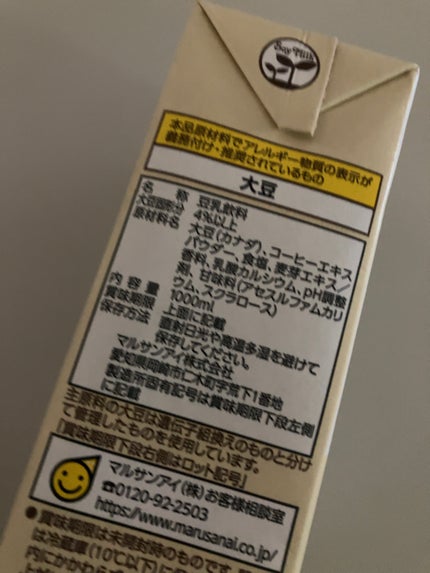 Soy Milk
本品原材料でアレルギー物質の表示が
義務付け・推奨されているもの
大豆
名 称 豆乳飲料
大豆固形分 4%以上
原材料名 大豆(カナダ)、コーヒーエキス
パウダー、食塩、麦芽エキス/
香料、乳酸カルシウム、pH調整
剤、甘味料(アセスルファムカリ
ウム、スクラロース)
内 容 量 1000ml
賞味期限 上面に記載
保存方法 直射日光や高温多湿を避けて
保存してください。
マルサンアイ株式会社
愛知県岡崎市仁木町字荒下1番地
製造所固有記号は賞味期限下段左側
に記載
主原料の大豆は遺伝子組換えのものと分け
て管理したものを使用しています。
「賞味期限下段右側はロット記号」
マルサンアイ(株)お客様相談室
☎0120-92-2503
https://www.marusanai.co.jp/
●賞味期限は未開封時のものです。
は冷蔵庫(10℃以下)に
内にかかわらず